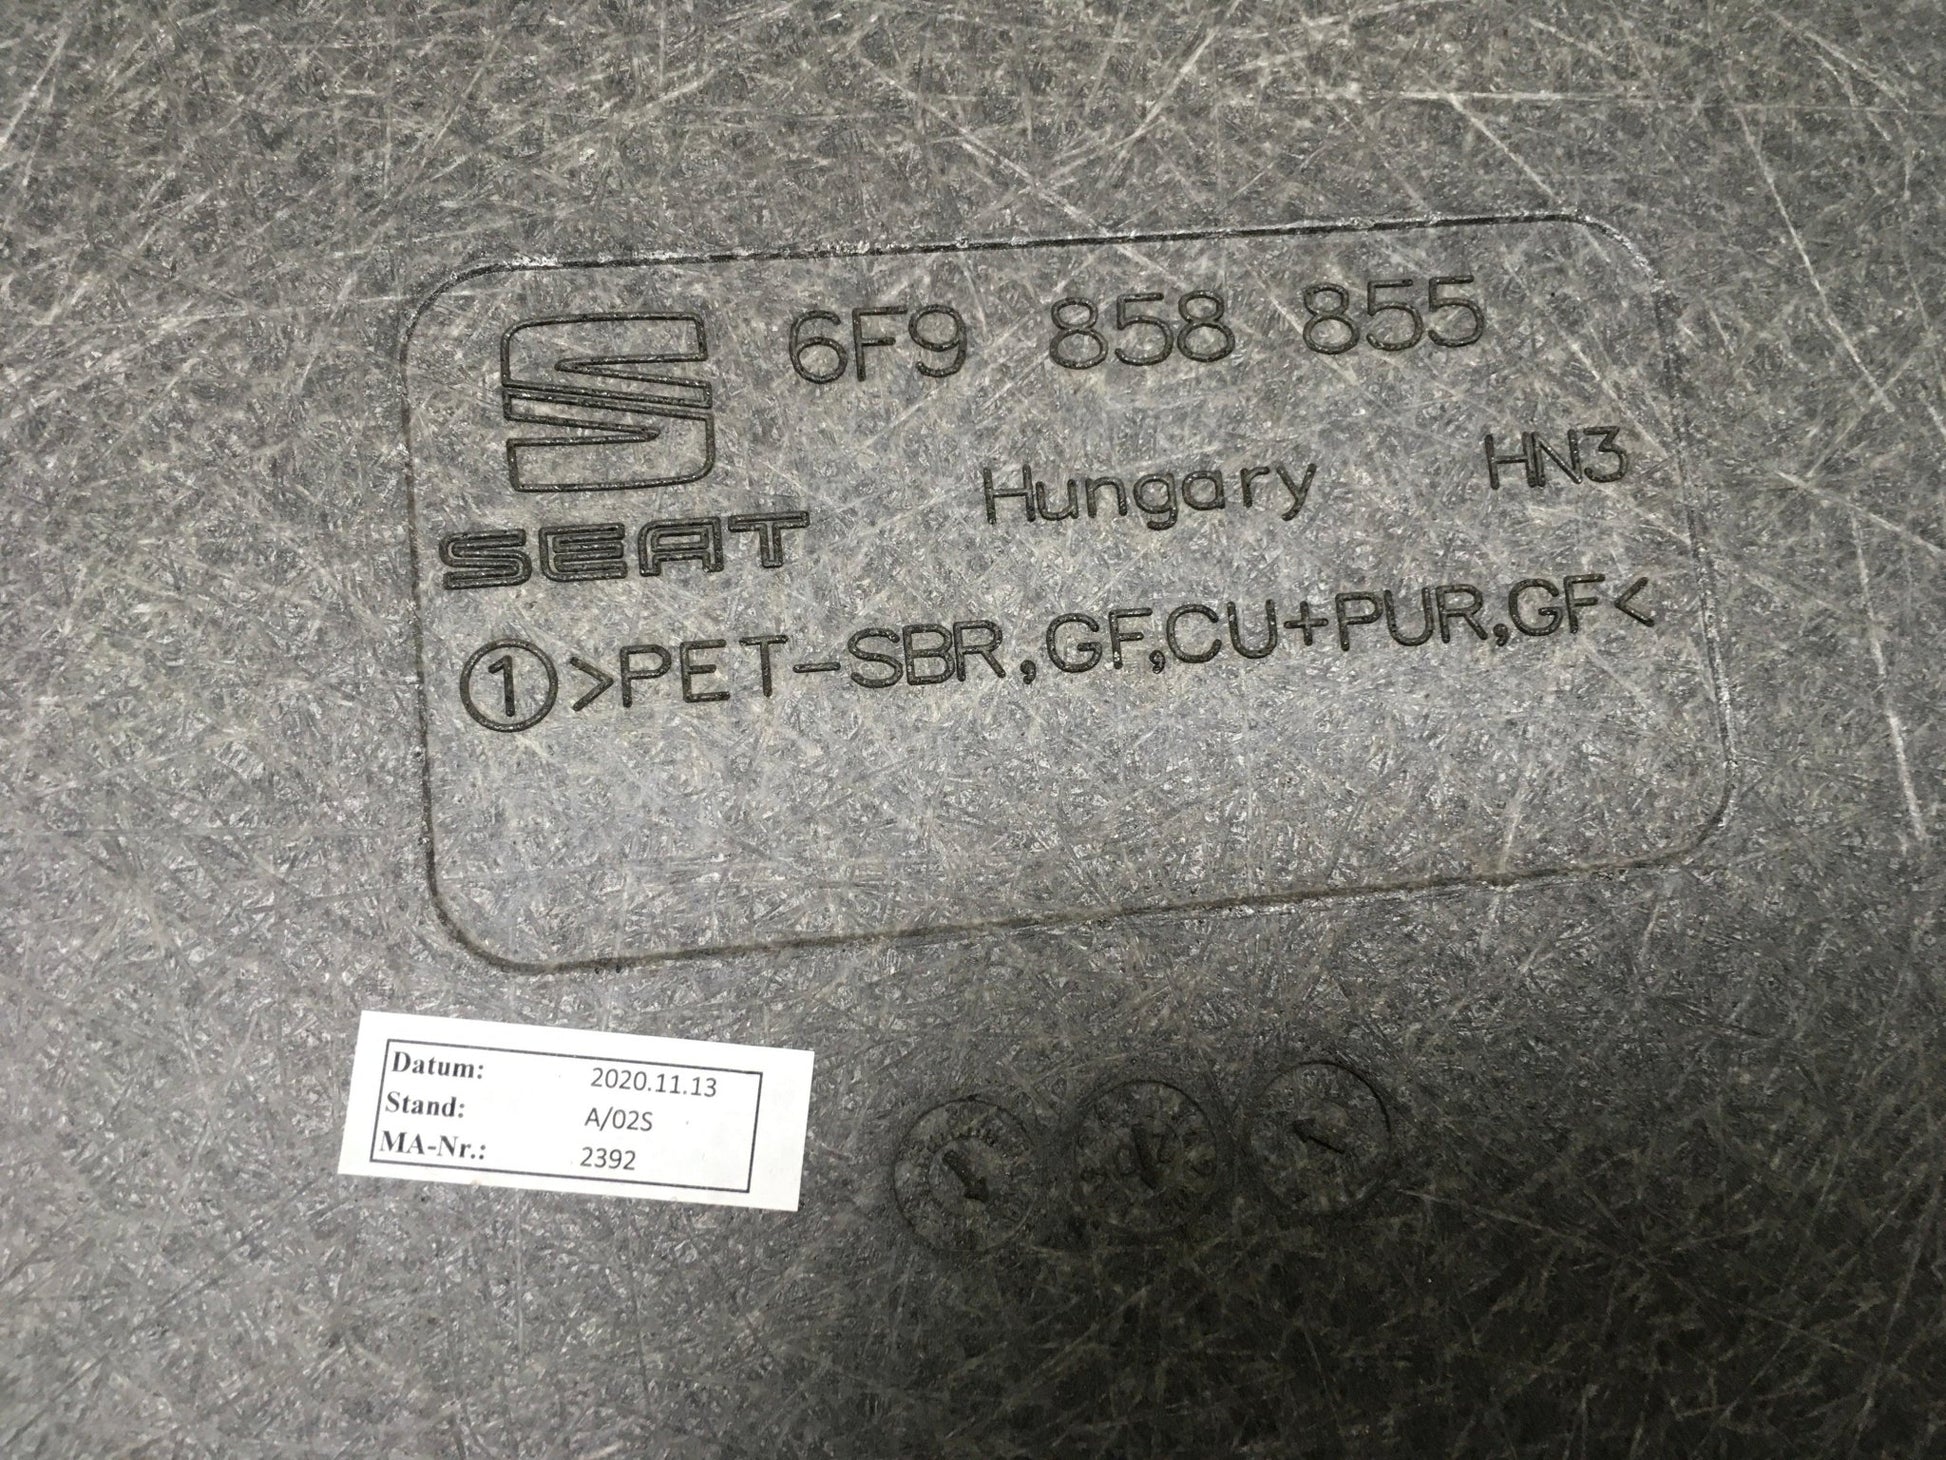 6F9 858 855
Hungary HN3
SEAT
①>PET-SBR,GF,CU+PUR,GF<
Datum: 2020.11.13
Stand: A/02S
MA-Nr.: 2392